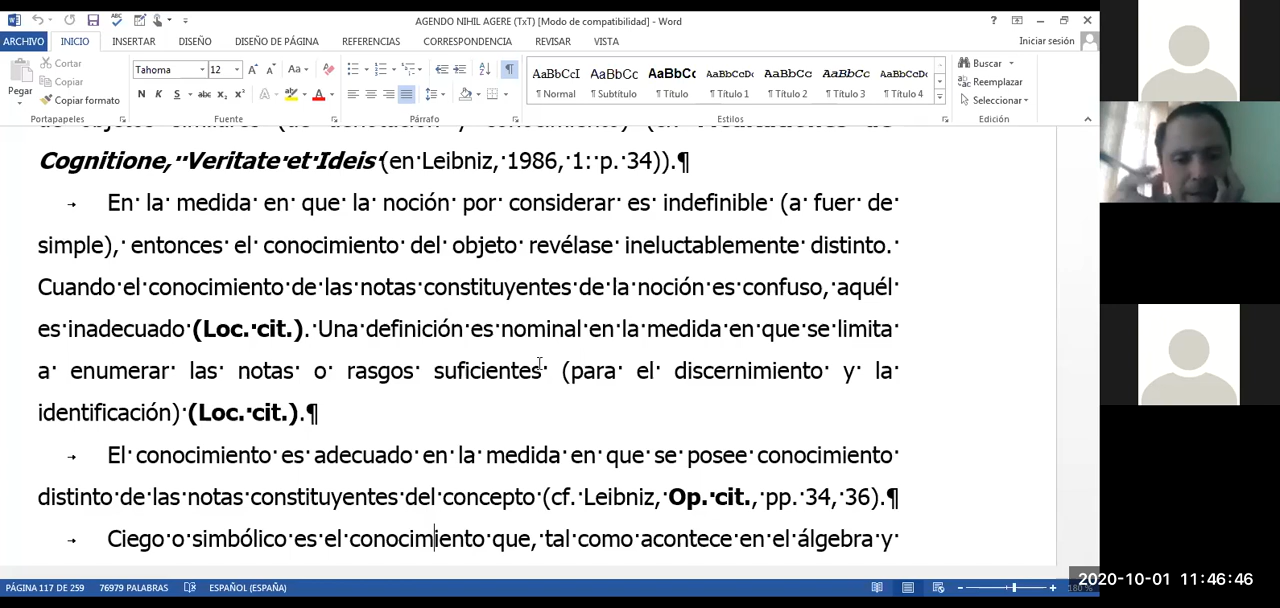 AGENDO NIHIL AGERE (TxT) [Modo de compatibilidad] - Word
ARCHIVO INICIO INSERTAR DISEÑO DISEÑO DE PÁGINA REFERENCIAS CORRESPONDENCIA REVISAR VISTA Iniciar sesión
Pegar
Cortar
Copiar
Copiar formato
Portapapeles
Tahoma 12
N K S abc x₂ x²
Fuente
Párrafo
AaBbCcI AaBbCc AaBbCc AaBbCcDc AaBbCcD AaBbCc AaBbCcDc
¶ Normal ¶ Subtítulo ¶ Título ¶ Título 1 ¶ Título 2 ¶ Título 3 ¶ Título 4
Estilos
Buscar
Reemplazar
Seleccionar
Edición
Cognitione, Veritate et Ideis (en Leibniz, 1986, 1: p. 34)).¶
En la medida en que la noción por considerar es indefinible (a fuer de
simple), entonces el conocimiento del objeto revélase ineluctablemente distinto.
Cuando el conocimiento de las notas constituyentes de la noción es confuso, aquél
es inadecuado (Loc. cit.). Una definición es nominal en la medida en que se limita
a enumerar las notas o rasgos suficientes (para el discernimiento y la
identificación) (Loc. cit.).¶
El conocimiento es adecuado en la medida en que se posee conocimiento
distinto de las notas constituyentes del concepto (cf. Leibniz, Op. cit., pp. 34, 36).¶
Ciego o simbólico es el conocimiento que, tal como acontece en el álgebra y
PÁGINA 117 DE 259 76979 PALABRAS ESPAÑOL (ESPAÑA) 180 %
2020-10-01 11:46:46